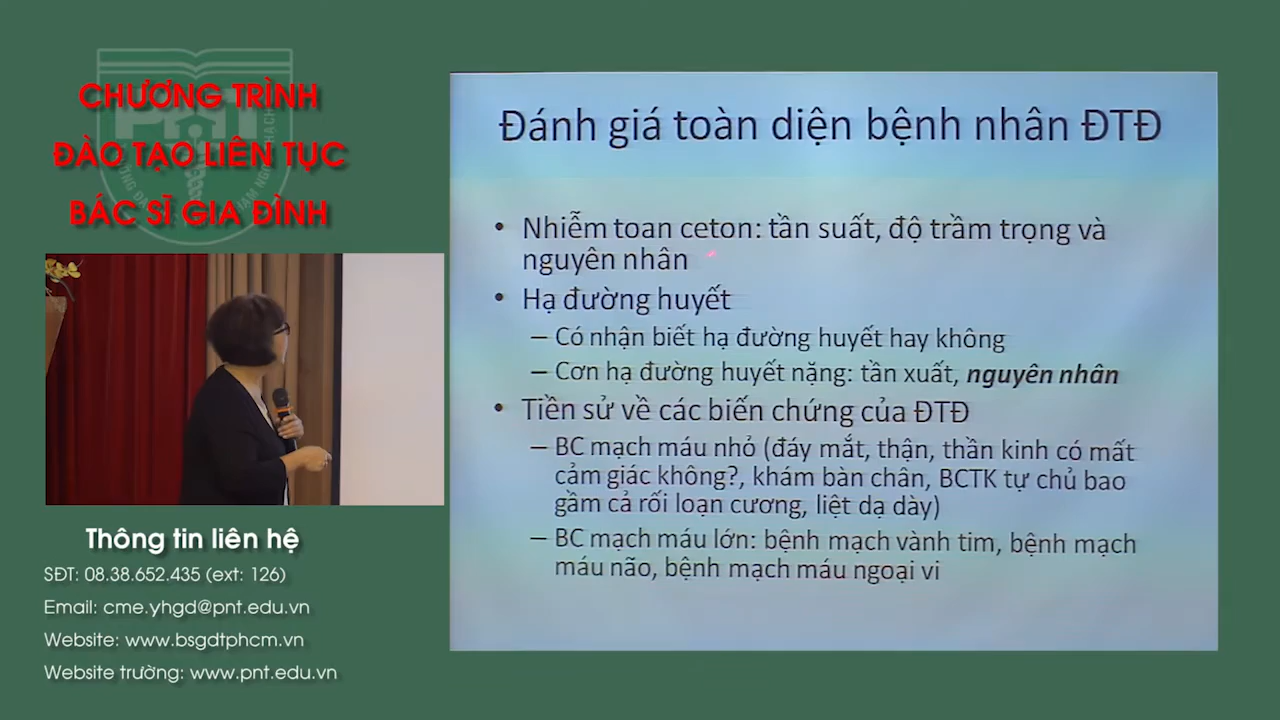 CHƯƠNG TRÌNH
ĐÀO TẠO LIÊN TỤC
BÁC SĨ GIA ĐÌNH
Thông tin liên hệ
SĐT: 08.38.652.435 (ext: 126)
Email: cme.yhgd@pnt.edu.vn
Website: www.bsgdtphcm.vn
Website trường: www.pnt.edu.vn
Đánh giá toàn diện bệnh nhân ĐTĐ
• Nhiễm toan ceton: tần suất, độ trầm trọng và
nguyên nhân
• Hạ đường huyết
– Có nhận biết hạ đường huyết hay không
– Cơn hạ đường huyết nặng: tần xuất, nguyên nhân
• Tiền sử về các biến chứng của ĐTĐ
– BC mạch máu nhỏ (đáy mắt, thận, thần kinh có mất
cảm giác không?, khám bàn chân, BCTK tự chủ bao
gầm cả rối loạn cương, liệt dạ dày)
– BC mạch máu lớn: bệnh mạch vành tim, bệnh mạch
máu não, bệnh mạch máu ngoại vi